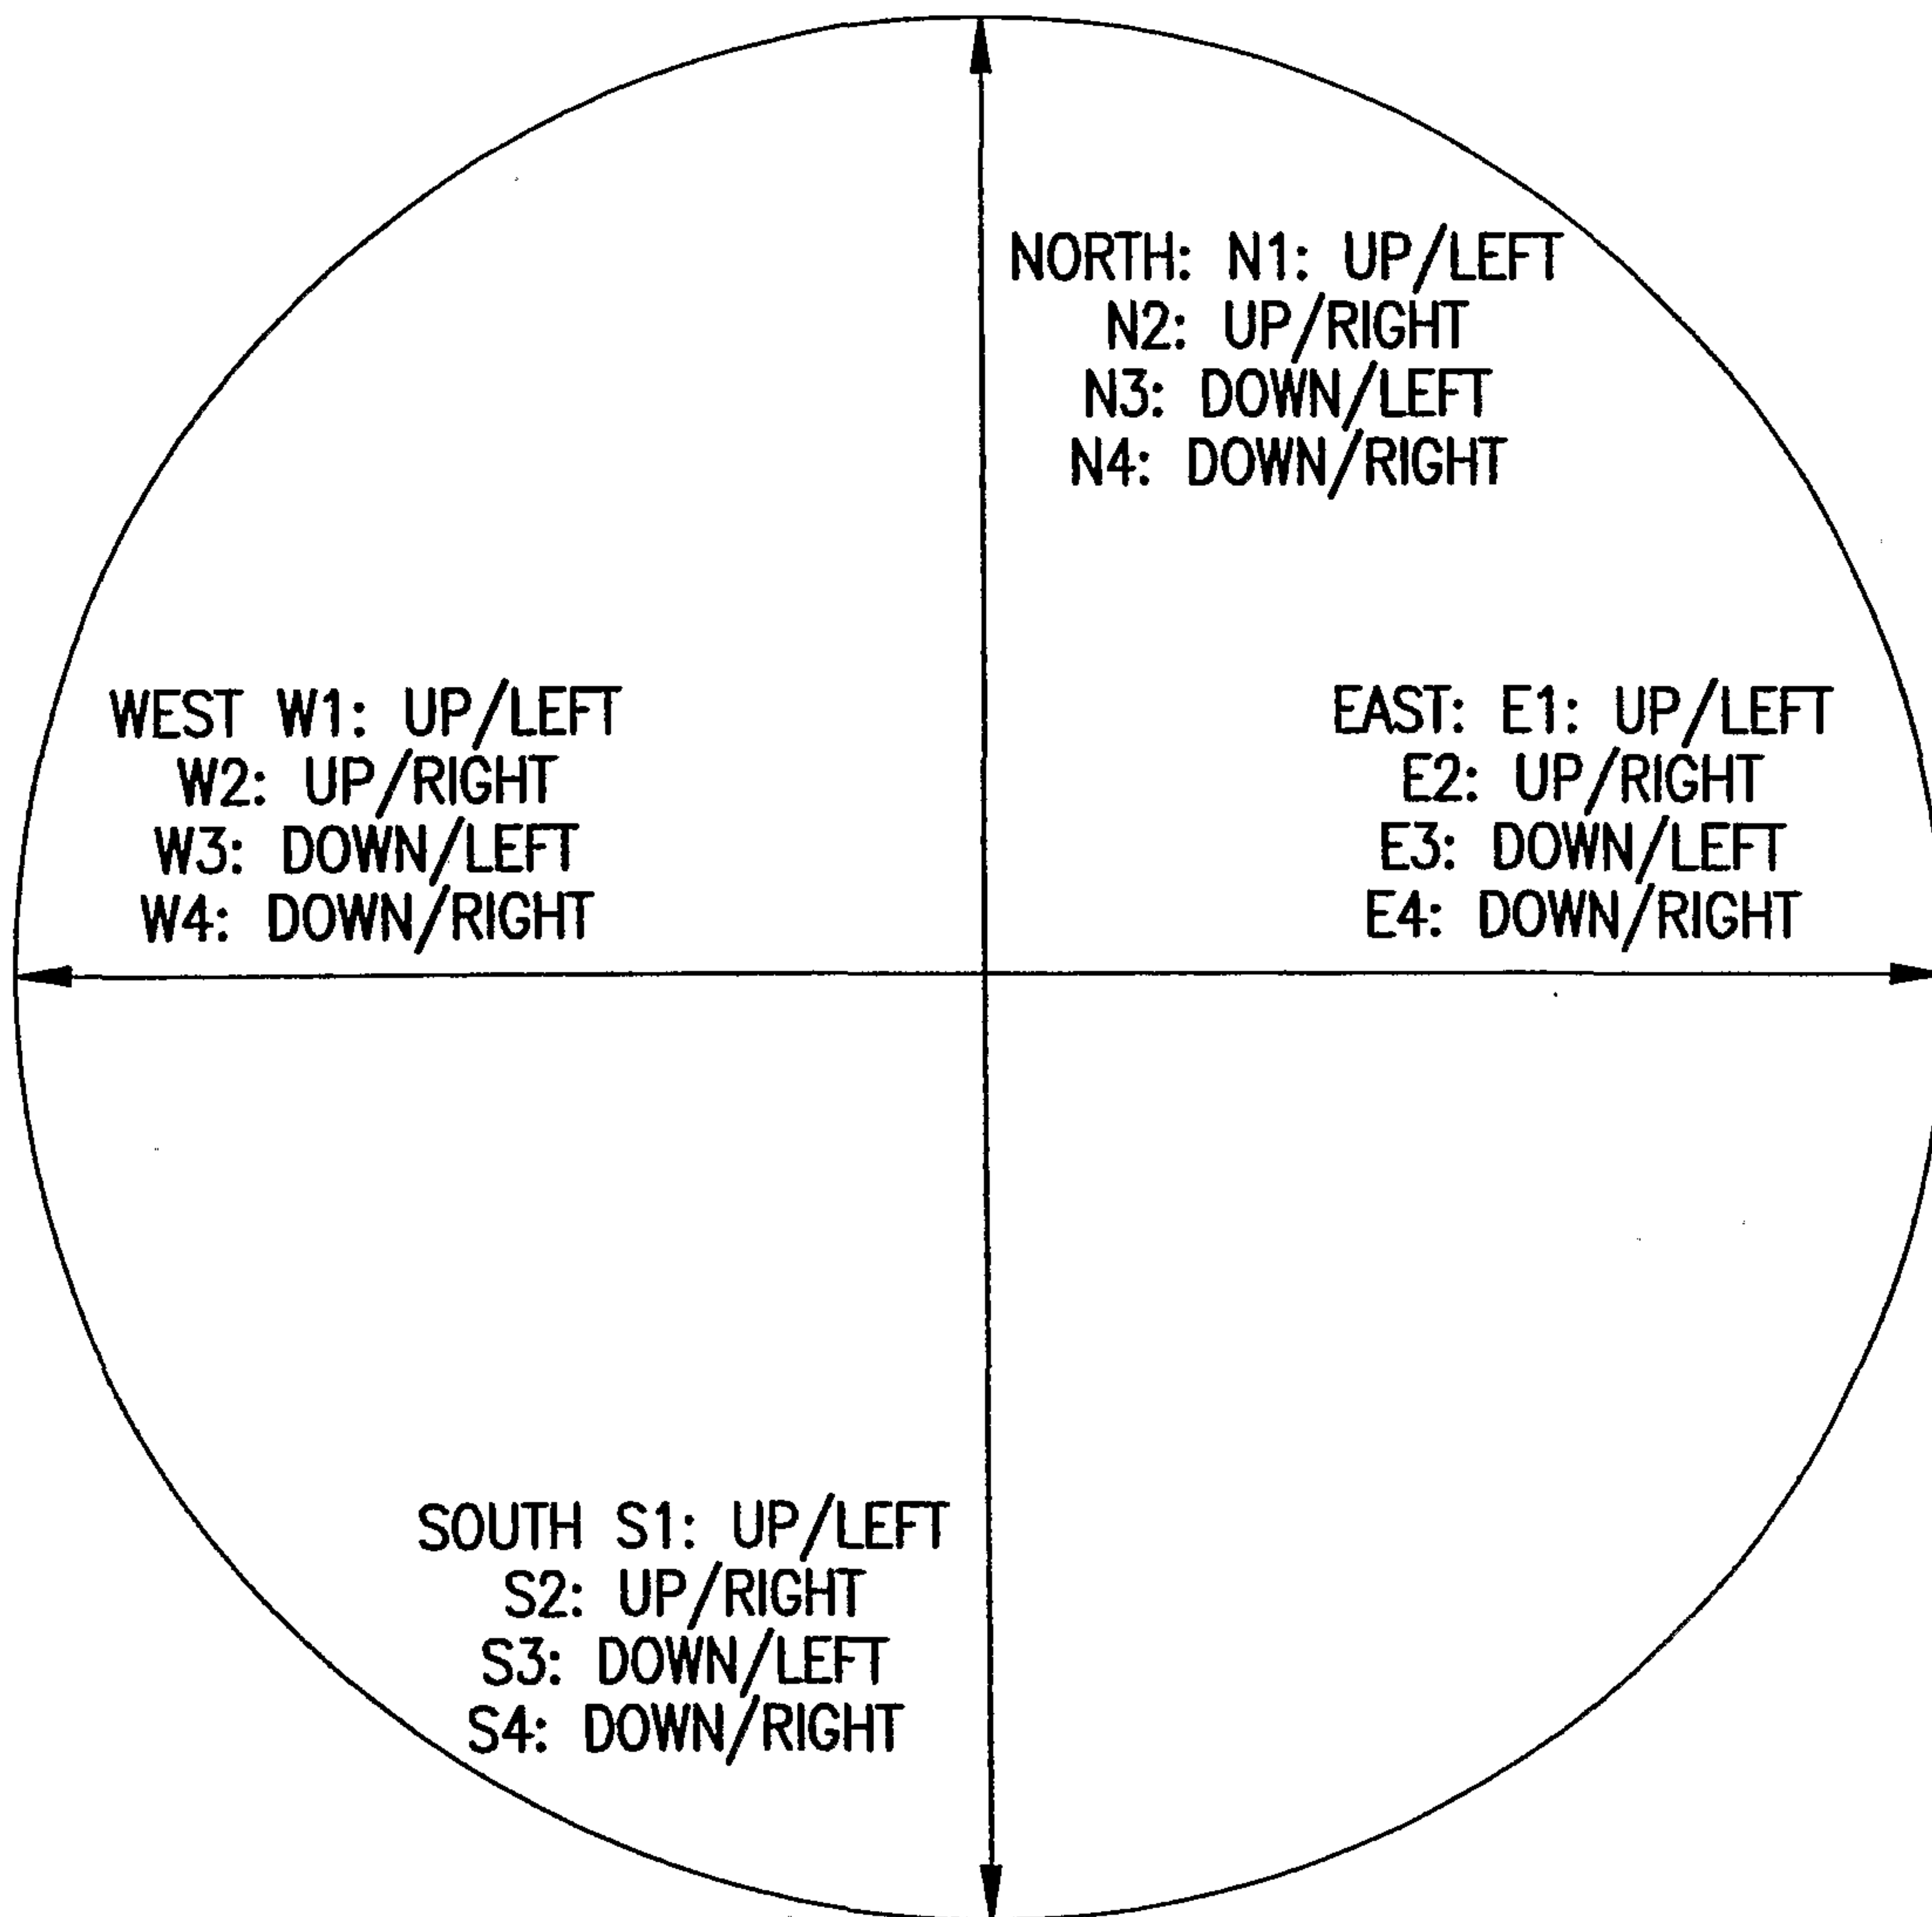 NORTH: N1: UP/LEFT
N2: UP/RIGHT
N3: DOWN/LEFT
N4: DOWN/RIGHT
WEST W1: UP/LEFT
W2: UP/RIGHT
W3: DOWN/LEFT
W4: DOWN/RIGHT
EAST: E1: UP/LEFT
E2: UP/RIGHT
E3: DOWN/LEFT
E4: DOWN/RIGHT
SOUTH S1: UP/LEFT
S2: UP/RIGHT
S3: DOWN/LEFT
S4: DOWN/RIGHT